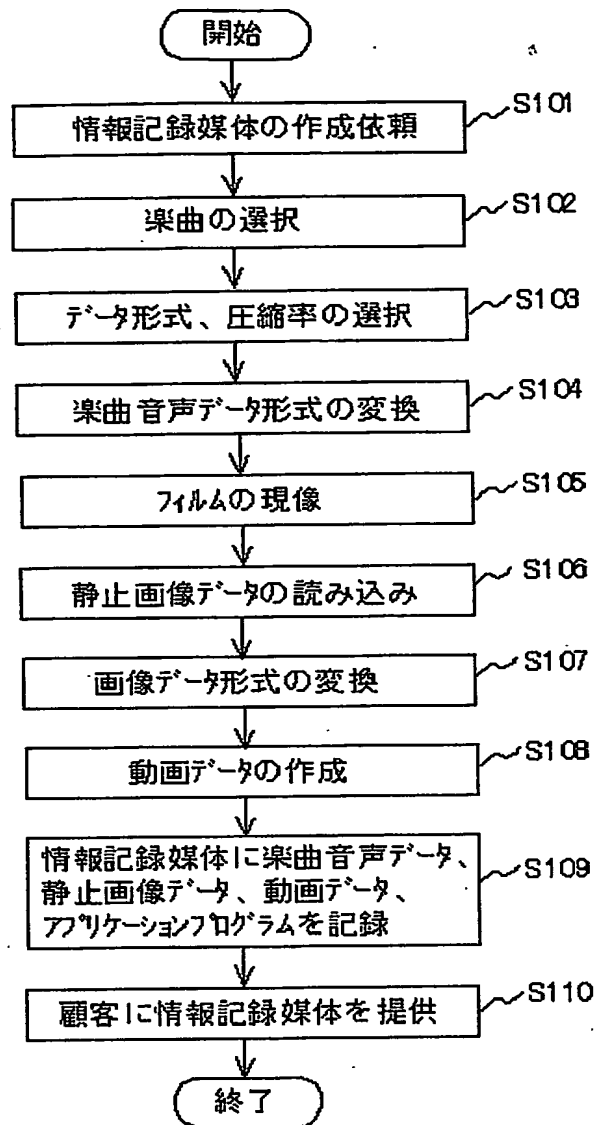 開始
情報記録媒体の作成依頼
S101
楽曲の選択
S102
データ形式、圧縮率の選択
S103
楽曲音声データ形式の変換
S104
フィルムの現像
S105
静止画像データの読み込み
S106
画像データ形式の変換
S107
動画データの作成
S108
情報記録媒体に楽曲音声データ、
静止画像データ、動画データ、
アプリケーションプログラムを記録
S109
顧客に情報記録媒体を提供
S110
終了